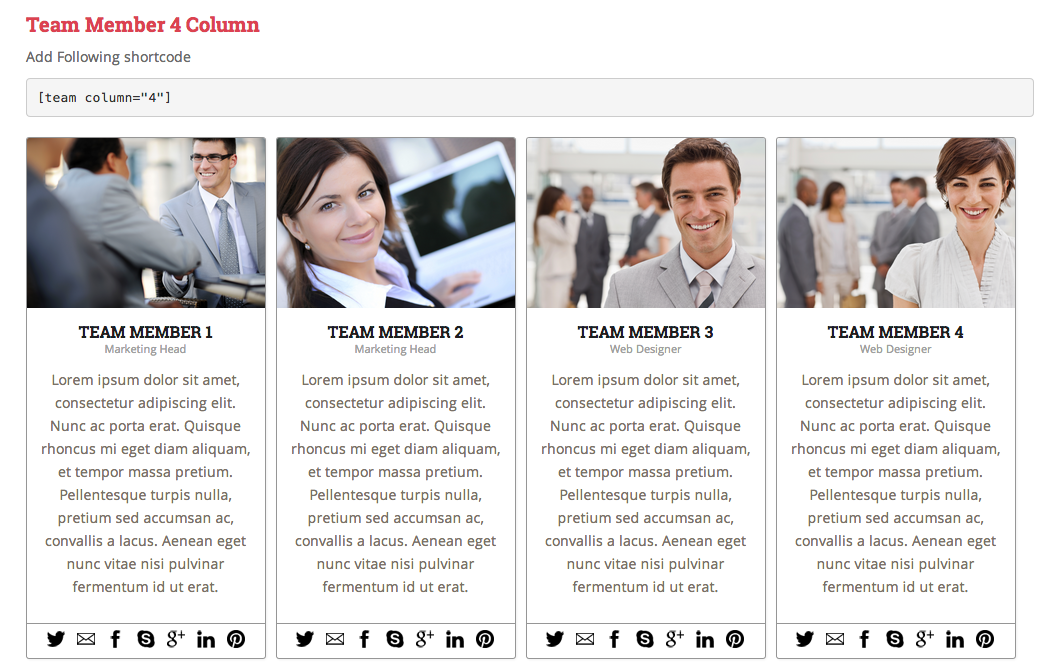 Team Member 4 Column
Add Following shortcode
[team column="4"]
TEAM MEMBER 1
Marketing Head
Lorem ipsum dolor sit amet,
consectetur adipiscing elit.
Nunc ac porta erat. Quisque
rhoncus mi eget diam aliquam,
et tempor massa pretium.
Pellentesque turpis nulla,
pretium sed accumsan ac,
convallis a lacus. Aenean eget
nunc vitae nisi pulvinar
fermentum id ut erat.
TEAM MEMBER 2
Marketing Head
Lorem ipsum dolor sit amet,
consectetur adipiscing elit.
Nunc ac porta erat. Quisque
rhoncus mi eget diam aliquam,
et tempor massa pretium.
Pellentesque turpis nulla,
pretium sed accumsan ac,
convallis a lacus. Aenean eget
nunc vitae nisi pulvinar
fermentum id ut erat.
TEAM MEMBER 3
Web Designer
Lorem ipsum dolor sit amet,
consectetur adipiscing elit.
Nunc ac porta erat. Quisque
rhoncus mi eget diam aliquam,
et tempor massa pretium.
Pellentesque turpis nulla,
pretium sed accumsan ac,
convallis a lacus. Aenean eget
nunc vitae nisi pulvinar
fermentum id ut erat.
TEAM MEMBER 4
Web Designer
Lorem ipsum dolor sit amet,
consectetur adipiscing elit.
Nunc ac porta erat. Quisque
rhoncus mi eget diam aliquam,
et tempor massa pretium.
Pellentesque turpis nulla,
pretium sed accumsan ac,
convallis a lacus. Aenean eget
nunc vitae nisi pulvinar
fermentum id ut erat.